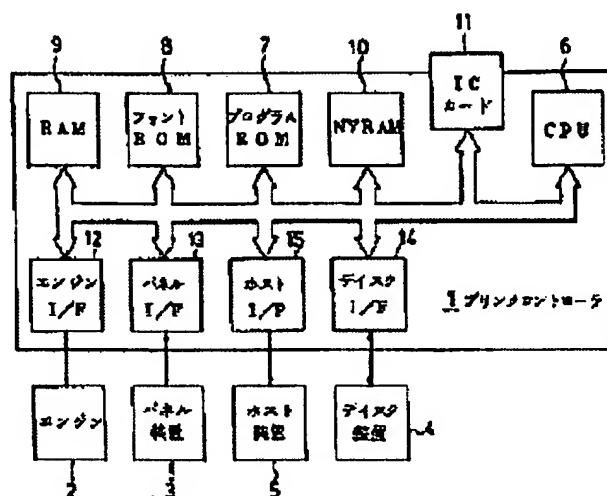 9 8 7 10 11 6
RAM
フォント
ROM
プログラム
ROM
NVRAM
IC
カード
CPU
12 13 15 14
エンジン
I/F
パネル
I/F
ホスト
I/F
ディスク
I/F
1 プリンタコントローラ
エンジン
パネル
装置
ホスト
装置
ディスク
装置
2 3 5 4